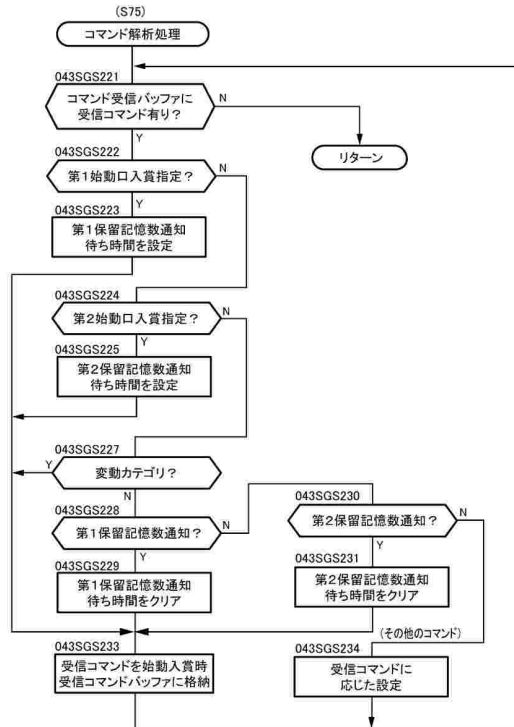 (S75)
コマンド解析処理
043SGS221
コマンド受信バッファに
受信コマンド有り?
N
Y
リターン
043SGS222
第1始動口入賞指定?
N
Y
043SGS223
第1保留記憶数通知
待ち時間を設定
043SGS224
第2始動口入賞指定?
N
Y
043SGS225
第2保留記憶数通知
待ち時間を設定
043SGS227
Y
変動カテゴリ?
N
043SGS228
第1保留記憶数通知?
N
Y
043SGS230
第2保留記憶数通知?
N
Y
043SGS229
第1保留記憶数通知
待ち時間をクリア
043SGS231
第2保留記憶数通知
待ち時間をクリア
(その他のコマンド)
043SGS233
受信コマンドを始動入賞時
受信コマンドバッファに格納
043SGS234
受信コマンドに
応じた設定